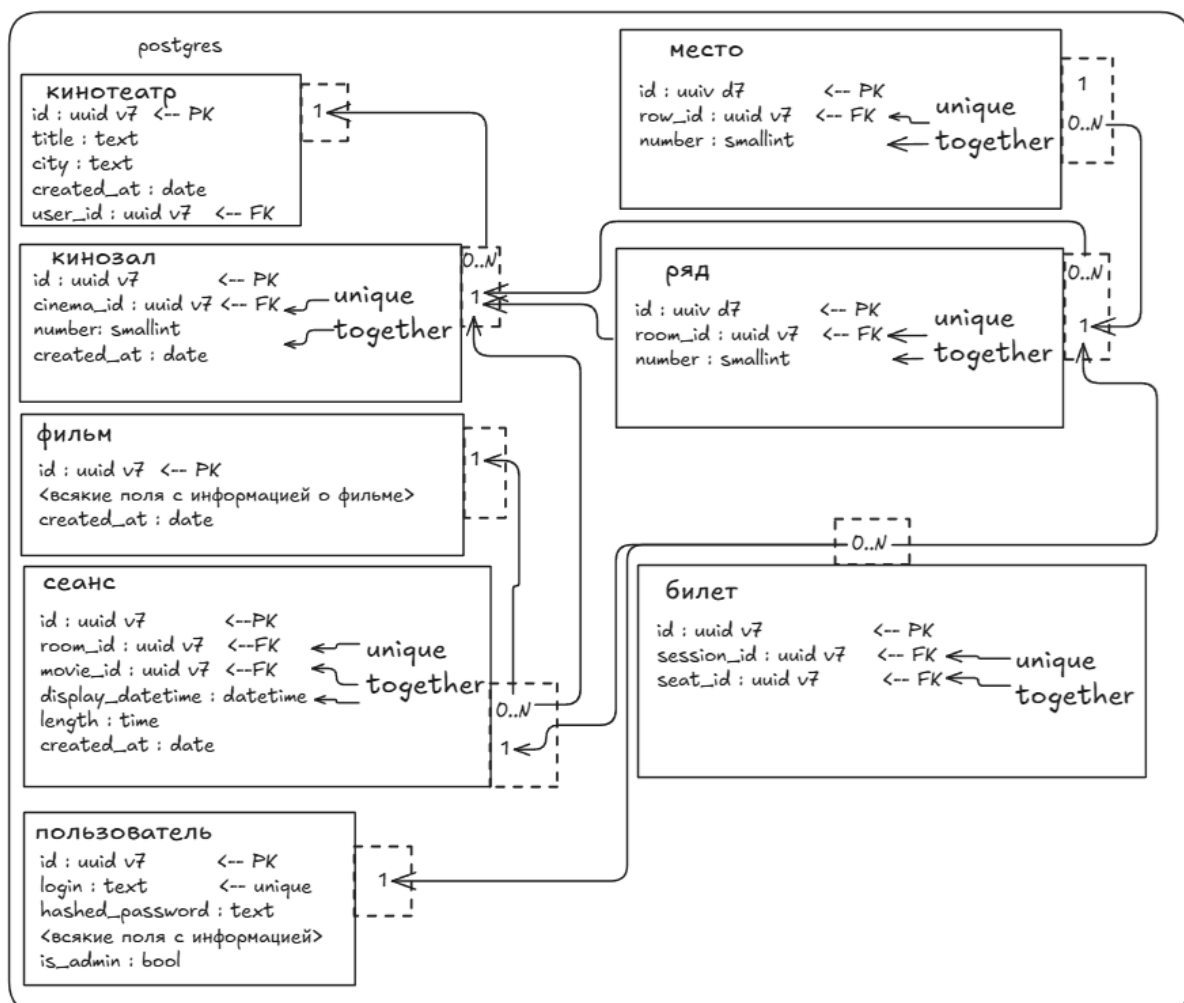 postgres
кинотеатр
id : uuid v7 <-- PK
title : text
city : text
created_at : date
user_id : uuid v7 <-- FK
1
кинозал
id : uuid v7 <-- PK
cinema_id : uuid v7 <-- FK
number: smallint
created_at : date
unique
together
0..N
1
фильм
id : uuid v7 <-- PK
<всякие поля с информацией о фильме>
created_at : date
1
сеанс
id : uuid v7 <--PK
room_id : uuid v7 <--FK
movie_id : uuid v7 <--FK
display_datetime : datetime
length : time
created_at : date
unique
together
0..N
1
пользователь
id : uuid v7 <-- PK
login : text <-- unique
hashed_password : text
<всякие поля с информацией>
is_admin : bool
1
место
id : uuiv d7 <-- PK
row_id : uuid v7 <-- FK
number : smallint
unique
together
1
0..N
ряд
id : uuiv d7 <-- PK
room_id : uuid v7 <-- FK
number : smallint
unique
together
0..N
1
0..N
билет
id : uuid v7 <-- PK
session_id : uuid v7 <-- FK
seat_id : uuid v7 <-- FK
unique
together